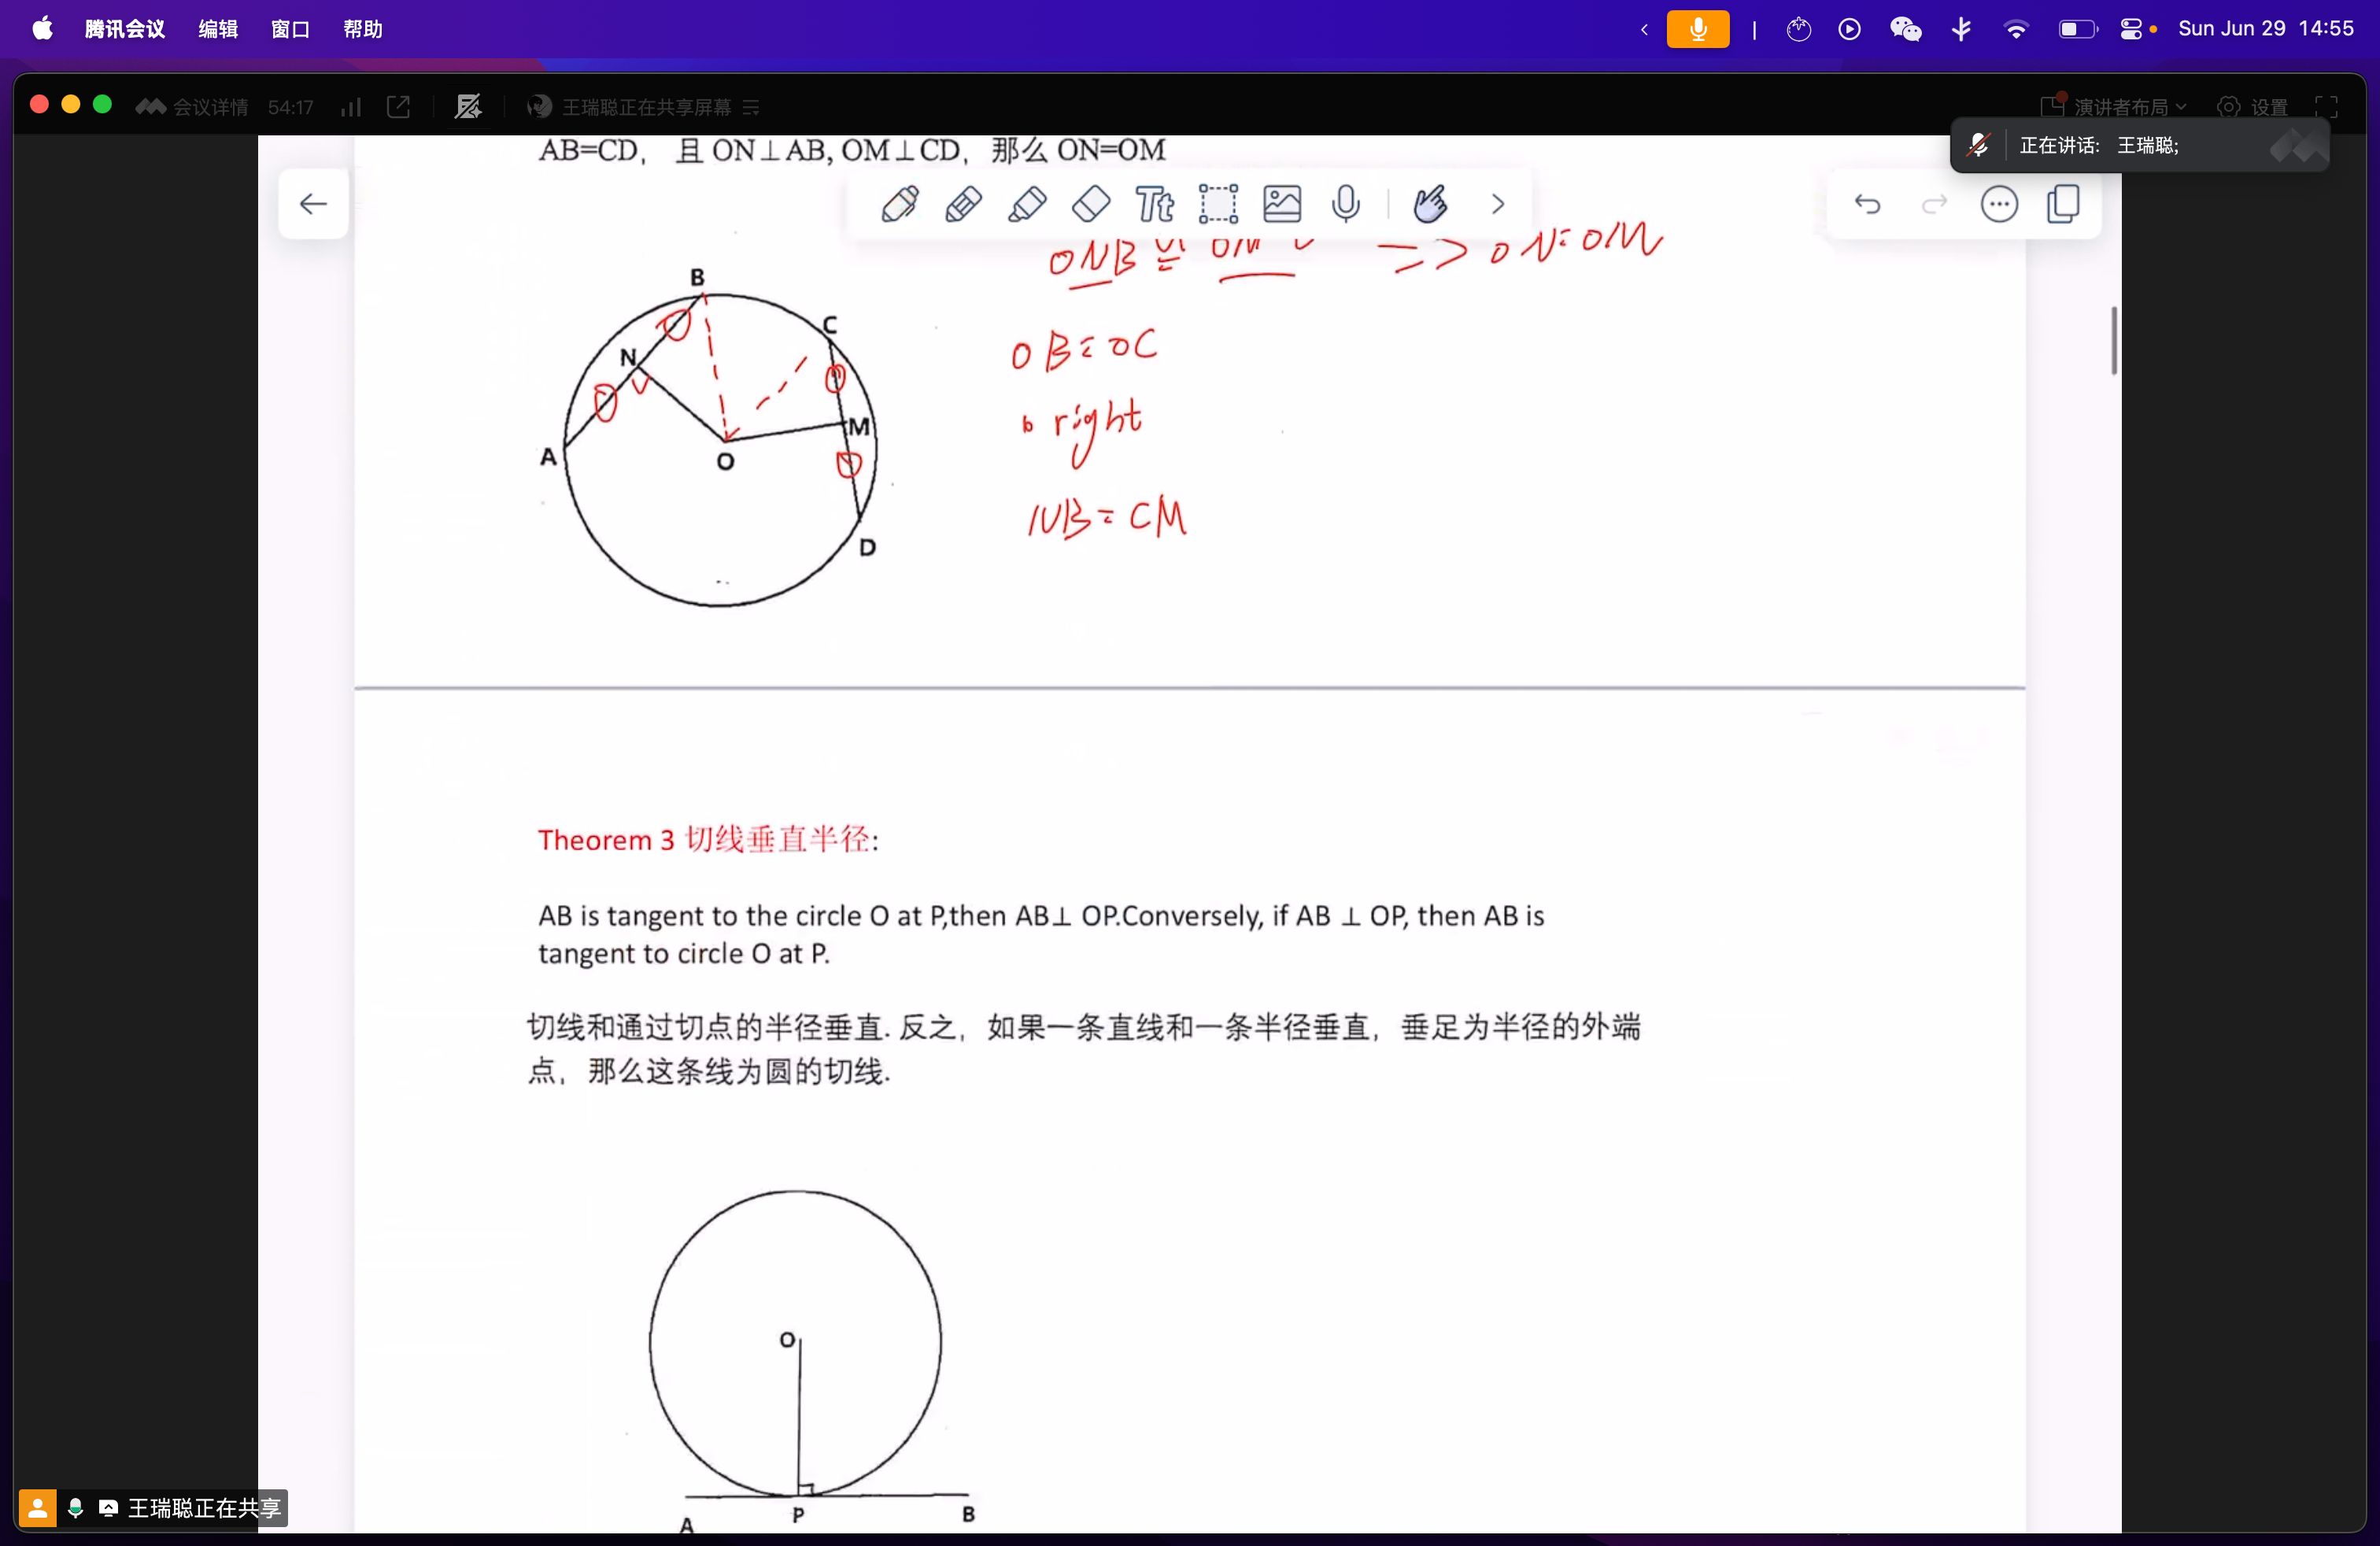 腾讯会议 编辑 窗口 帮助 Sun Jun 29 14:55
会议详情 54:17 王瑞聪正在共享屏幕 演讲者布局 设置
正在讲话: 王瑞聪;
AB=CD, 且 ON⊥AB, OM⊥CD, 那么 ON=OM
Tt
ONB ≅ OM => ON=OM
OB=OC
right
NB=CM
B
C
N
M
A
O
D
Theorem 3 切线垂直半径:
AB is tangent to the circle O at P,then AB⊥ OP.Conversely, if AB ⊥ OP, then AB is
tangent to circle O at P.
切线和通过切点的半径垂直. 反之, 如果一条直线和一条半径垂直, 垂足为半径的外端
点, 那么这条线为圆的切线.
O
A P B
王瑞聪正在共享